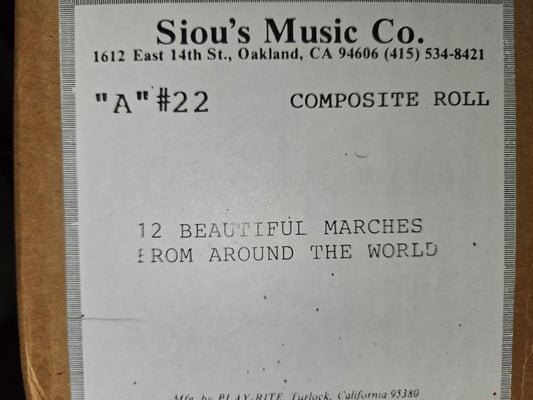 Siou's Music Co.
1612 East 14th St., Oakland, CA 94606 (415) 534-8421
"A" #22 COMPOSITE ROLL
12 BEAUTIFUL MARCHES
FROM AROUND THE WORLD
Mfg. by PLAY-RITE Turlock, California 95380